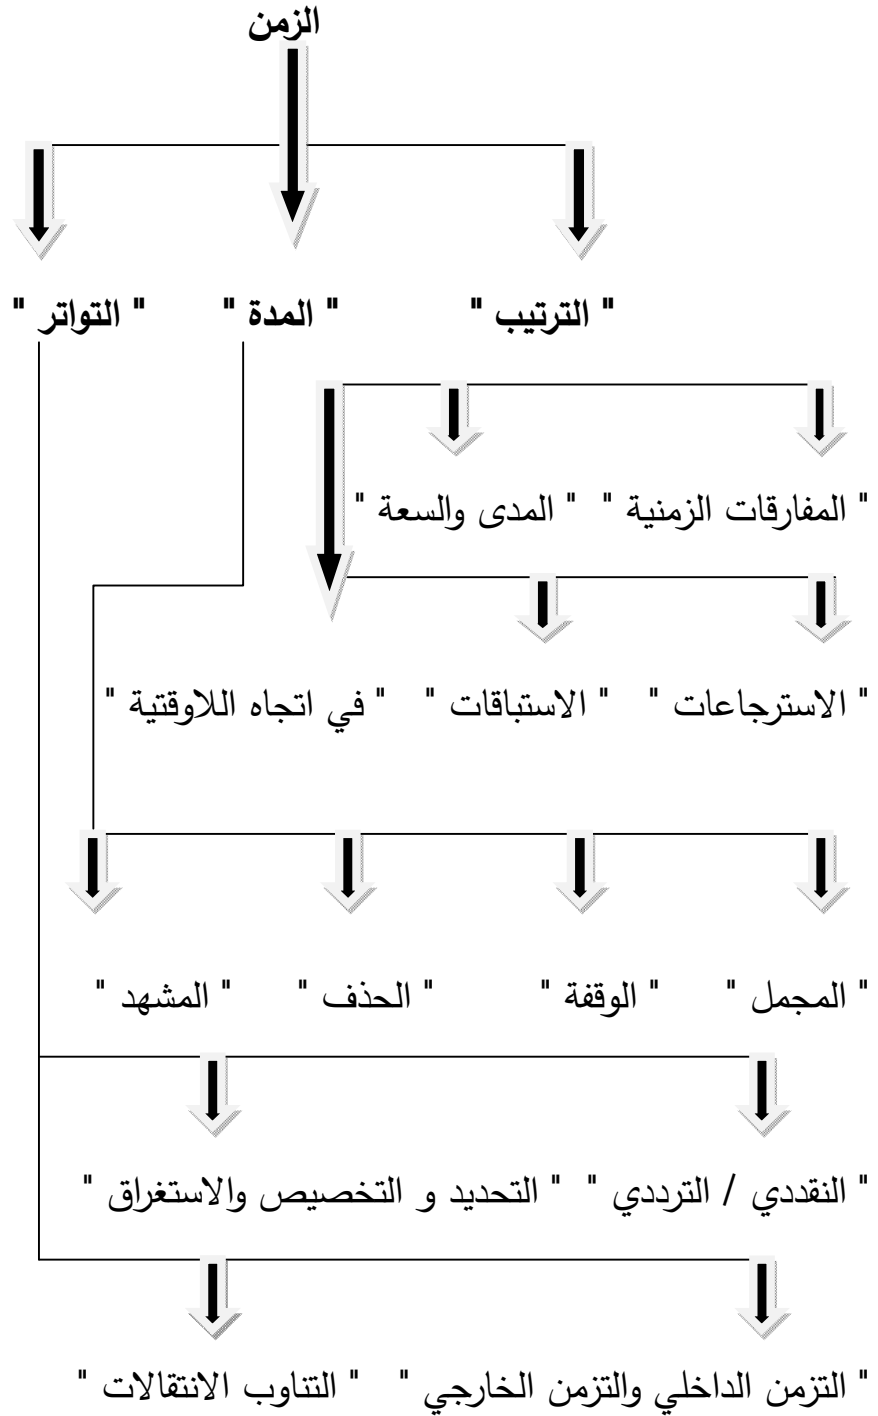 الزمن
" الترتيب " " المدة " " التواتر "
" المفارقات الزمنية " " المدى والسعة "
" الاسترجاعات " " الاستباقات " " في اتجاه اللاوقتية "
" المجمل " " الوقفة " " الحذف " " المشهد "
" النقددي / الترددي " " التحديد و التخصيص والاستغراق "
" التزمن الداخلي والتزمن الخارجي " " التناوب الانتقالات "